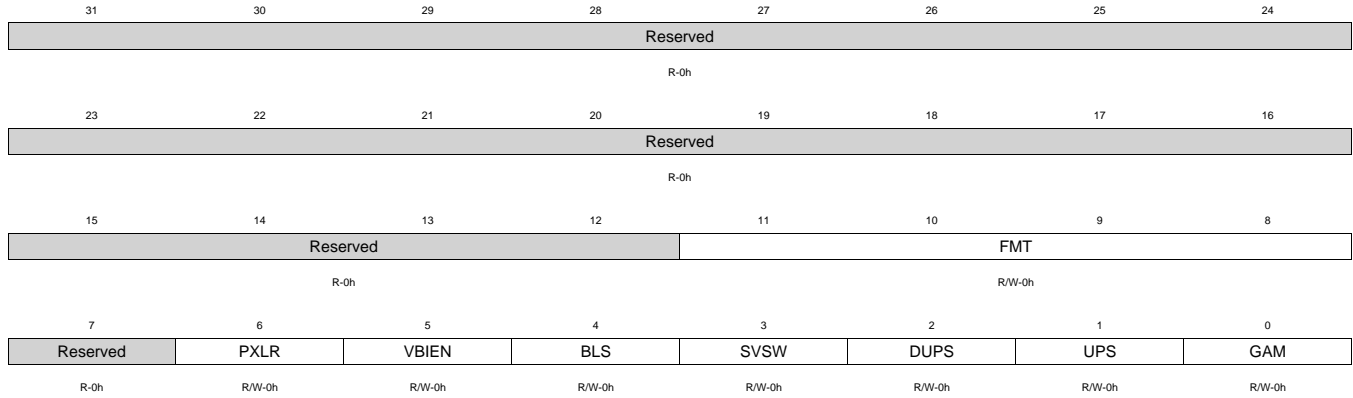 31 30 29 28 27 26 25 24
Reserved
R-0h
23 22 21 20 19 18 17 16
Reserved
R-0h
15 14 13 12 11 10 9 8
Reserved FMT
R-0h R/W-0h
7 6 5 4 3 2 1 0
Reserved PXLR VBIEN BLS SVSW DUPS UPS GAM
R-0h R/W-0h R/W-0h R/W-0h R/W-0h R/W-0h R/W-0h R/W-0h